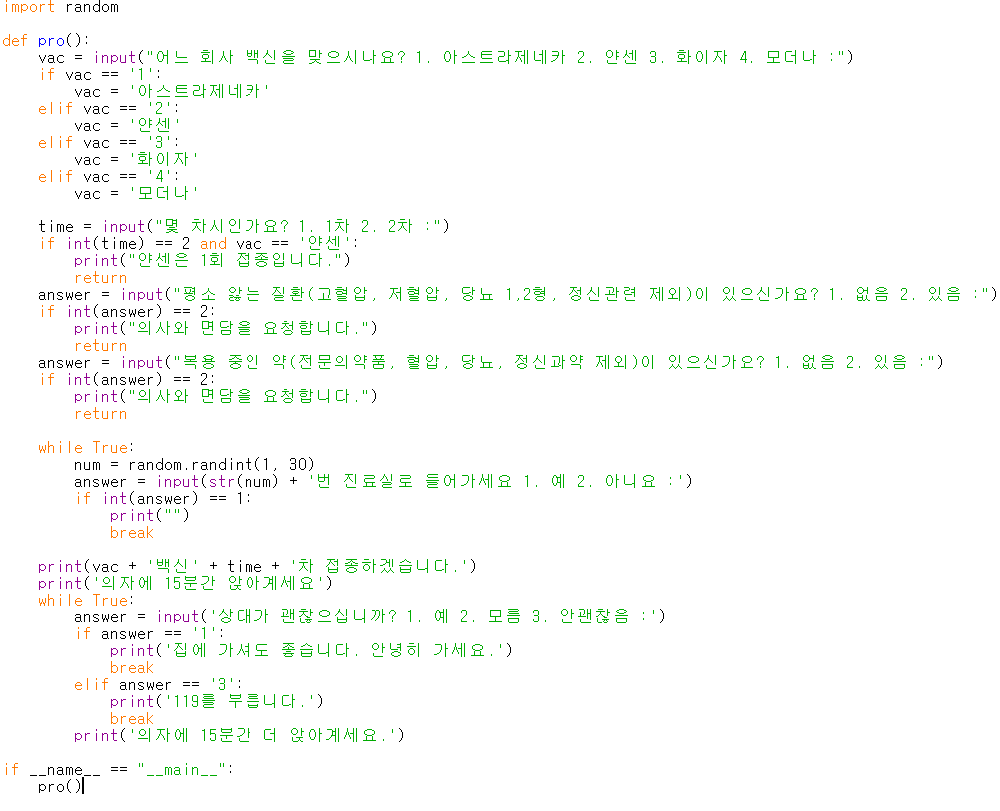 import random

def pro():
    vac = input("어느 회사 백신을 맞으시나요? 1. 아스트라제네카 2. 얀센 3. 화이자 4. 모더나 :")
    if vac == '1':
        vac = '아스트라제네카'
    elif vac == '2':
        vac = '얀센'
    elif vac == '3':
        vac = '화이자'
    elif vac == '4':
        vac = '모더나'

    time = input("몇 차시인가요? 1. 1차 2. 2차 :")
    if int(time) == 2 and vac == '얀센':
        print("얀센은 1회 접종입니다.")
        return
    answer = input("평소 앓는 질환(고혈압, 저혈압, 당뇨 1,2형, 정신관련 제외)이 있으신가요? 1. 없음 2. 있음 :")
    if int(answer) == 2:
        print("의사와 면담을 요청합니다.")
        return
    answer = input("복용 중인 약(전문의약품, 혈압, 당뇨, 정신과약 제외)이 있으신가요? 1. 없음 2. 있음 :")
    if int(answer) == 2:
        print("의사와 면담을 요청합니다.")
        return

    while True:
        num = random.randint(1, 30)
        answer = input(str(num) + '번 진료실로 들어가세요 1. 예 2. 아니요 :')
        if int(answer) == 1:
            print("")
            break

    print(vac + '백신' + time + '차 접종하겠습니다.')
    print('의자에 15분간 앉아계세요')
    while True:
        answer = input('상대가 괜찮으십니까? 1. 예 2. 모름 3. 안괜찮음 :')
        if answer == '1':
            print('집에 가셔도 좋습니다. 안녕히 가세요.')
            break
        elif answer == '3':
            print('119를 부릅니다.')
            break
        print('의자에 15분간 더 앉아계세요.')

if __name__ == "__main__":
    pro()